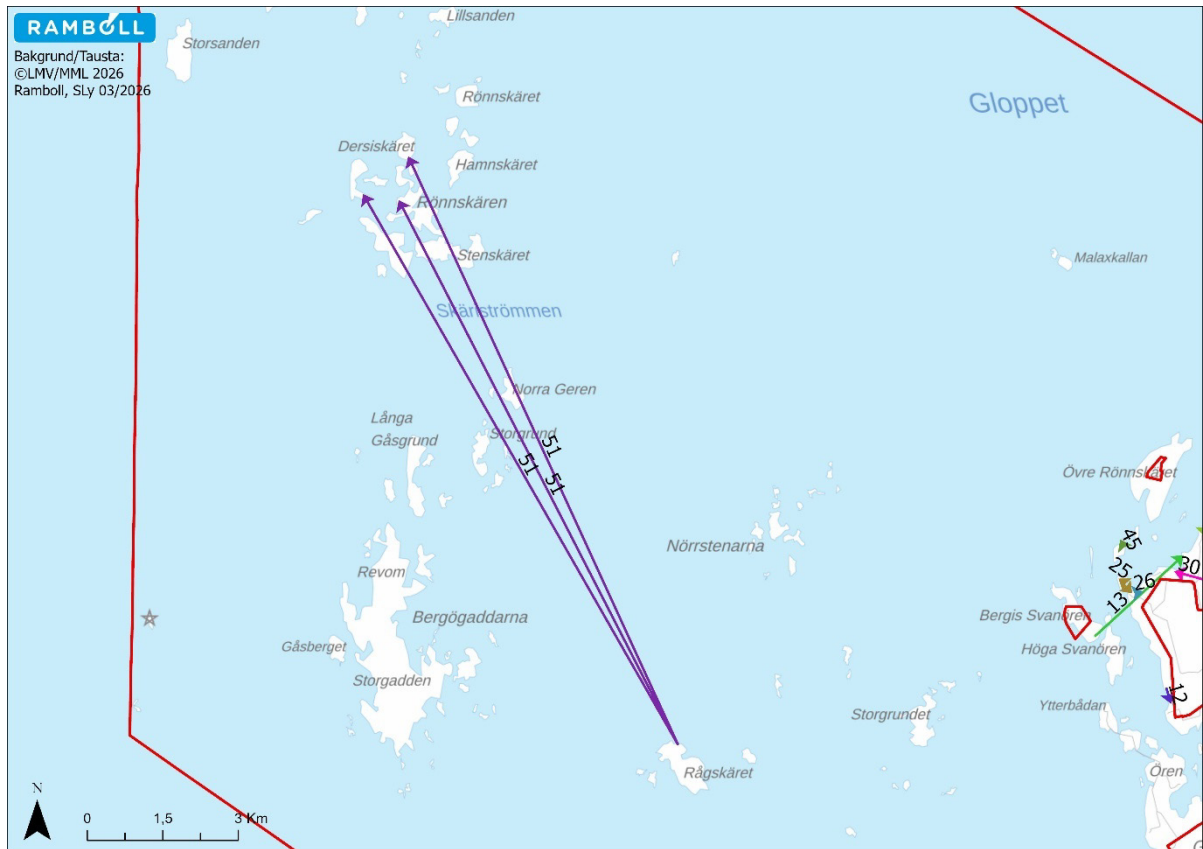 RAMBOLL
Bakgrund/Tausta:
©LMV/MML 2026
Ramboll, SLy 03/2026
Lillsanden
Storsanden
Rönnskäret
Gloppet
Dersiskäret
Hamnskäret
Rönnskären
Stenskäret
Malaxkallan
Skärströmmen
Norra Geren
Långa
Gåsgrund
Storgrund
51
51
51
Övre Rönnskäret
Nörrstenarna
45
Revom
25
26
30
13
Bergögaddarna
Bergis Svanören
Gåsberget
Höga Svanören
Storgadden
12
Ytterbådan
Storgrundet
Rågskäret
Ören
N
0 1,5 3 Km